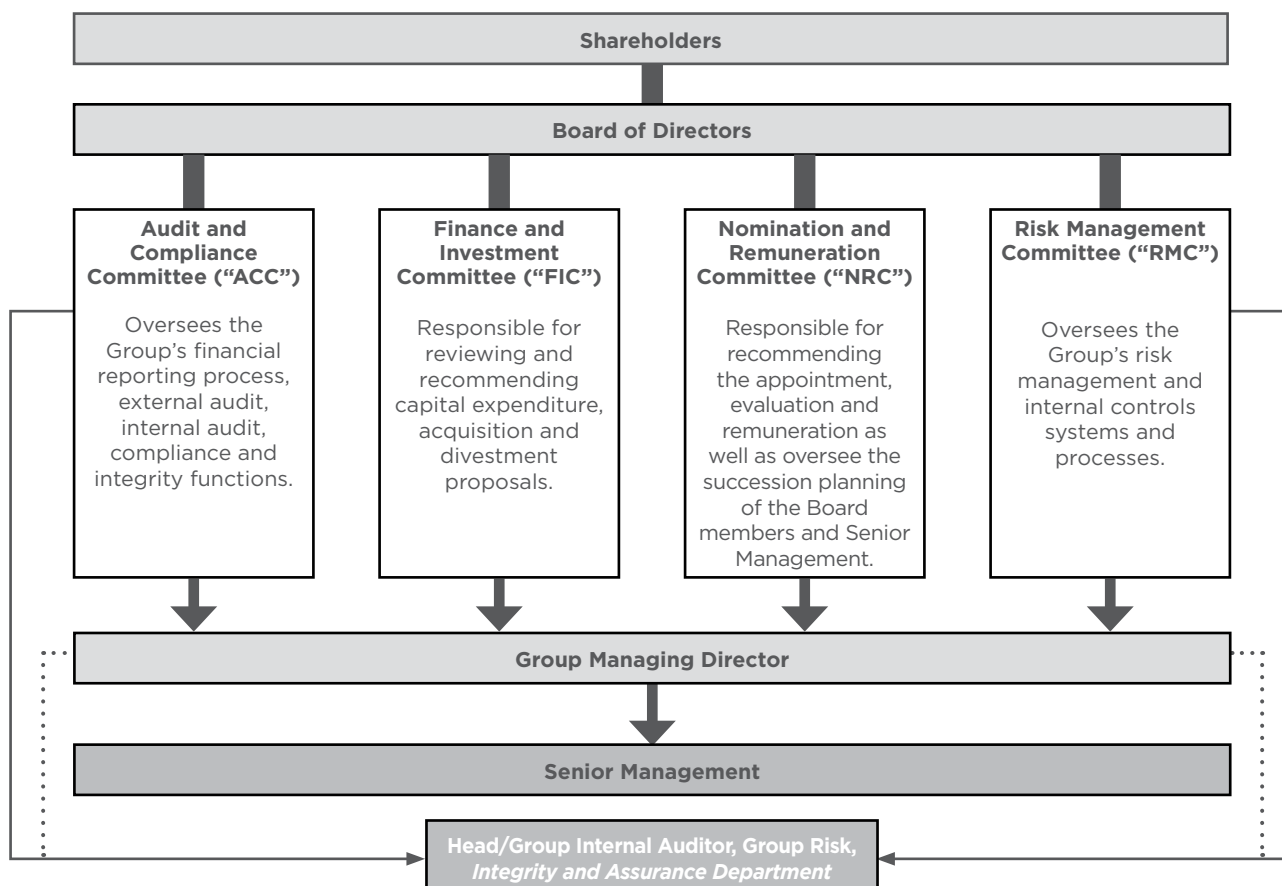 Shareholders
Board of Directors
Audit and
Compliance
Committee (“ACC”)
Oversees the
Group’s financial
reporting process,
external audit,
internal audit,
compliance and
integrity functions.
Finance and
Investment
Committee (“FIC”)
Responsible for
reviewing and
recommending
capital expenditure,
acquisition and
divestment
proposals.
Nomination and
Remuneration
Committee (“NRC”)
Responsible for
recommending
the appointment,
evaluation and
remuneration as
well as oversee the
succession planning
of the Board
members and Senior
Management.
Risk Management
Committee (“RMC”)
Oversees the
Group’s risk
management and
internal controls
systems and
processes.
Group Managing Director
Senior Management
Head/Group Internal Auditor, Group Risk,
Integrity and Assurance Department